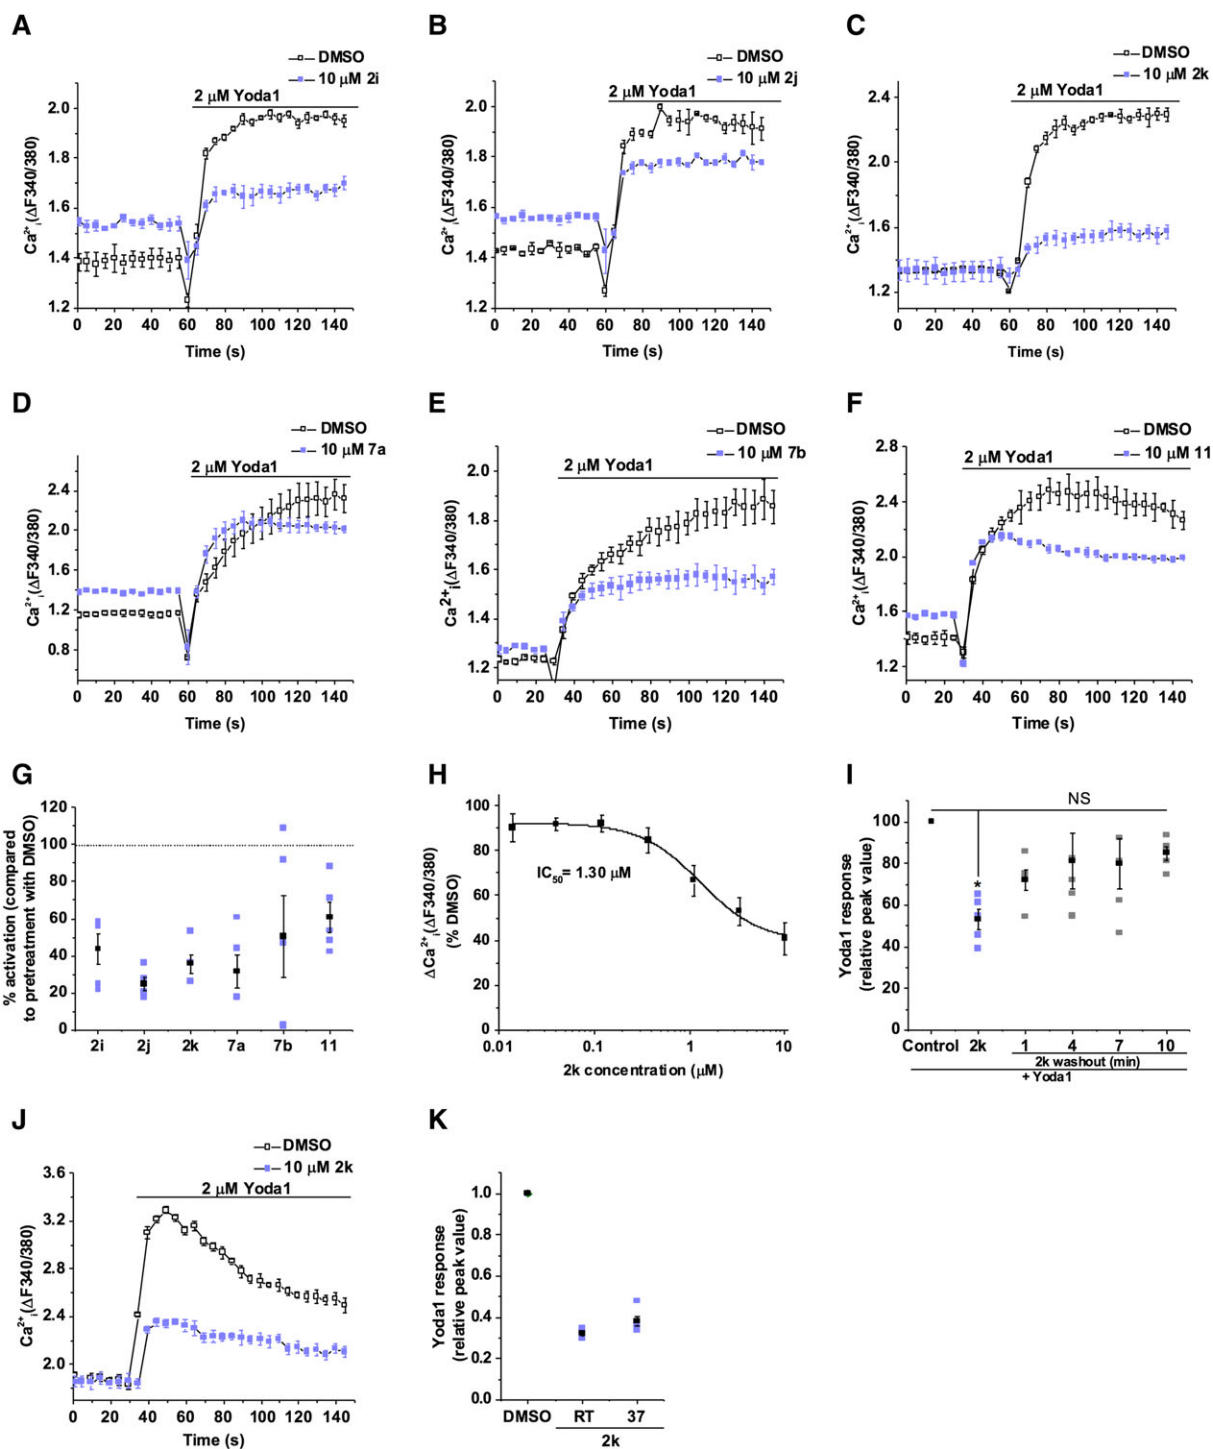 A
DMSO
10 μM 2i
2 μM Yoda1
Ca²⁺ᵢ(ΔF340/380)
2.0
1.8
1.6
1.4
1.2
0 20 40 60 80 100 120 140
Time (s)
B
DMSO
10 μM 2j
2 μM Yoda1
Ca²⁺ᵢ(ΔF340/380)
2.0
1.8
1.6
1.4
1.2
0 20 40 60 80 100 120 140
Time (s)
C
DMSO
10 μM 2k
2 μM Yoda1
Ca²⁺ᵢ(ΔF340/380)
2.4
2.0
1.6
1.2
0 20 40 60 80 100 120 140
Time (s)
D
DMSO
10 μM 7a
2 μM Yoda1
Ca²⁺ᵢ(ΔF340/380)
2.4
2.0
1.6
1.2
0.8
0 20 40 60 80 100 120 140
Time (s)
E
DMSO
10 μM 7b
2 μM Yoda1
Ca2+ᵢ(ΔF340/380)
2.0
1.8
1.6
1.4
1.2
0 20 40 60 80 100 120 140
Time (s)
F
DMSO
10 μM 11
2 μM Yoda1
Ca²⁺ᵢ(ΔF340/380)
2.8
2.4
2.0
1.6
1.2
0 20 40 60 80 100 120 140
Time (s)
G
% activation (compared
to pretreatment with DMSO)
120
100
80
60
40
20
0
2i 2j 2k 7a 7b 11
H
ΔCa²⁺ᵢ(ΔF340/380)
(% DMSO)
100
80
60
40
20
0
IC₅₀= 1.30 μM
0.01 0.1 1 10
2k concentration (μM)
I
NS
*
Yoda1 response
(relative peak value)
100
80
60
40
20
0
Control 2k 1 4 7 10
2k washout (min)
+ Yoda1
J
DMSO
10 μM 2k
2 μM Yoda1
Ca²⁺ᵢ(ΔF340/380)
3.6
3.2
2.8
2.4
2.0
0 20 40 60 80 100 120 140
Time (s)
K
Yoda1 response
(relative peak value)
1.0
0.8
0.6
0.4
0.2
0.0
DMSO RT 37
2k